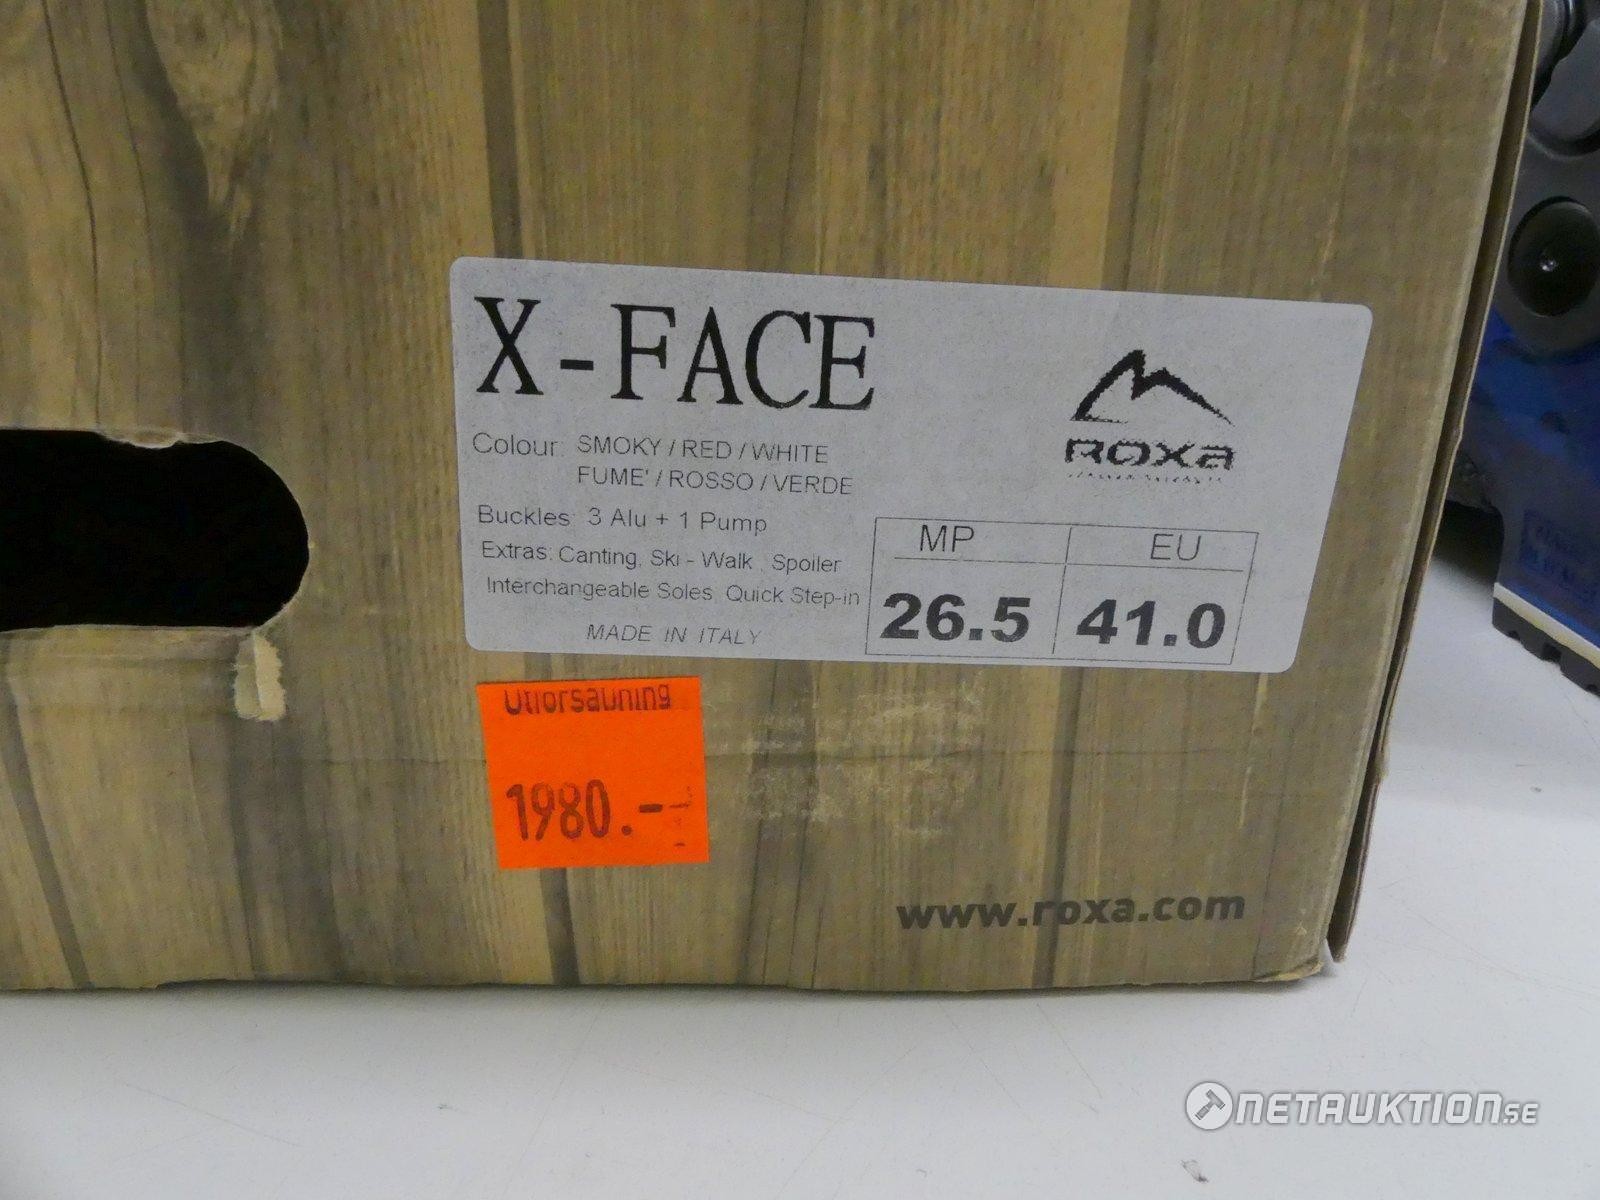 X-FACE
ROXA
Colour: SMOKY / RED / WHITE
FUME' / ROSSO / VERDE
Buckles: 3 Alu + 1 Pump
Extras: Canting, Ski - Walk , Spoiler
Interchangeable Soles, Quick Step-in
MADE IN ITALY
MP EU
26.5 41.0
Utförsäljning
1980.-
www.roxa.com
NETAUKTION.SE